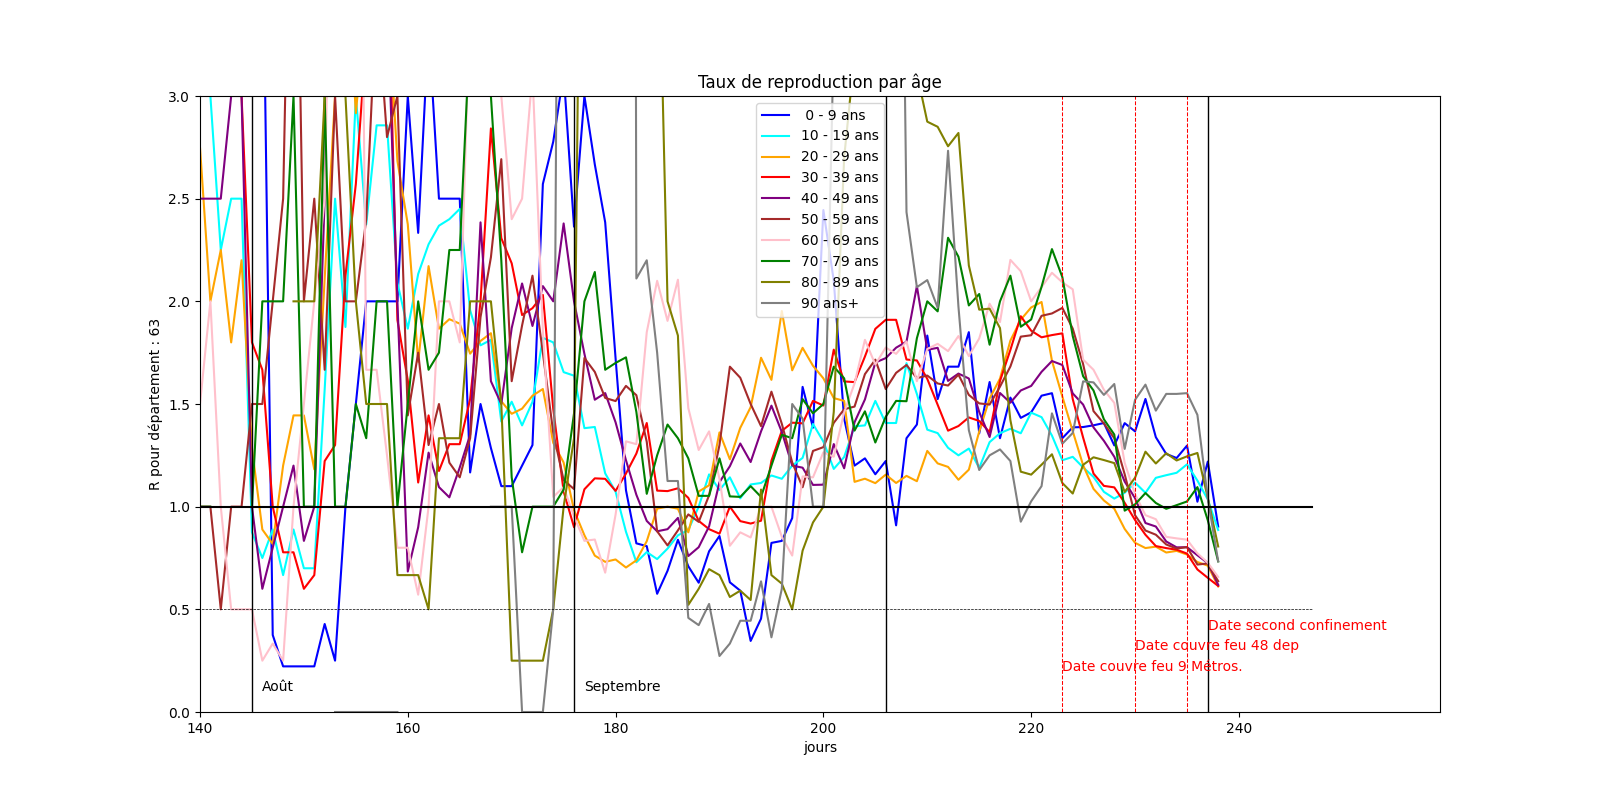 Taux de reproduction par âge
R pour département : 63
3.0
2.5
2.0
1.5
1.0
0.5
0.0
0 - 9 ans
10 - 19 ans
20 - 29 ans
30 - 39 ans
40 - 49 ans
50 - 59 ans
60 - 69 ans
70 - 79 ans
80 - 89 ans
90 ans+
Date second confinement
Date couvre feu 48 dep
Date couvre feu 9 Métros.
Août
Septembre
140
160
180
200
220
240
jours